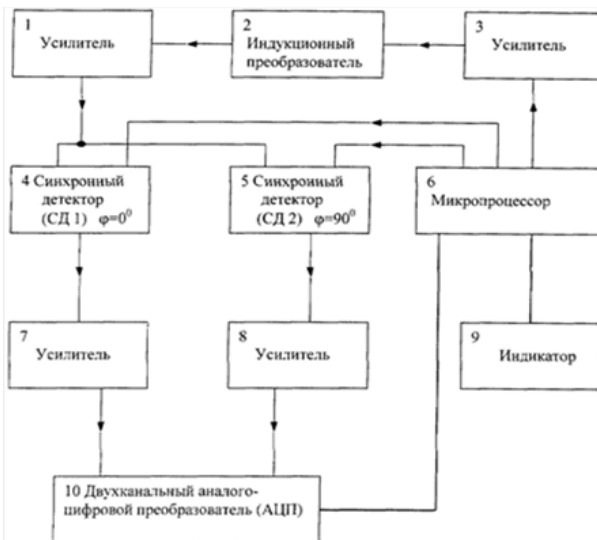 1
Усилитель
2
Индукционный
преобразователь
3
Усилитель
4 Синхронный
детектор
(СД 1) φ=0⁰
5 Синхронный
детектор
(СД 2) φ=90⁰
6
Микропроцессор
7
Усилитель
8
Усилитель
9
Индикатор
10 Двухканальный аналого-
цифровой преобразователь (АЦП)